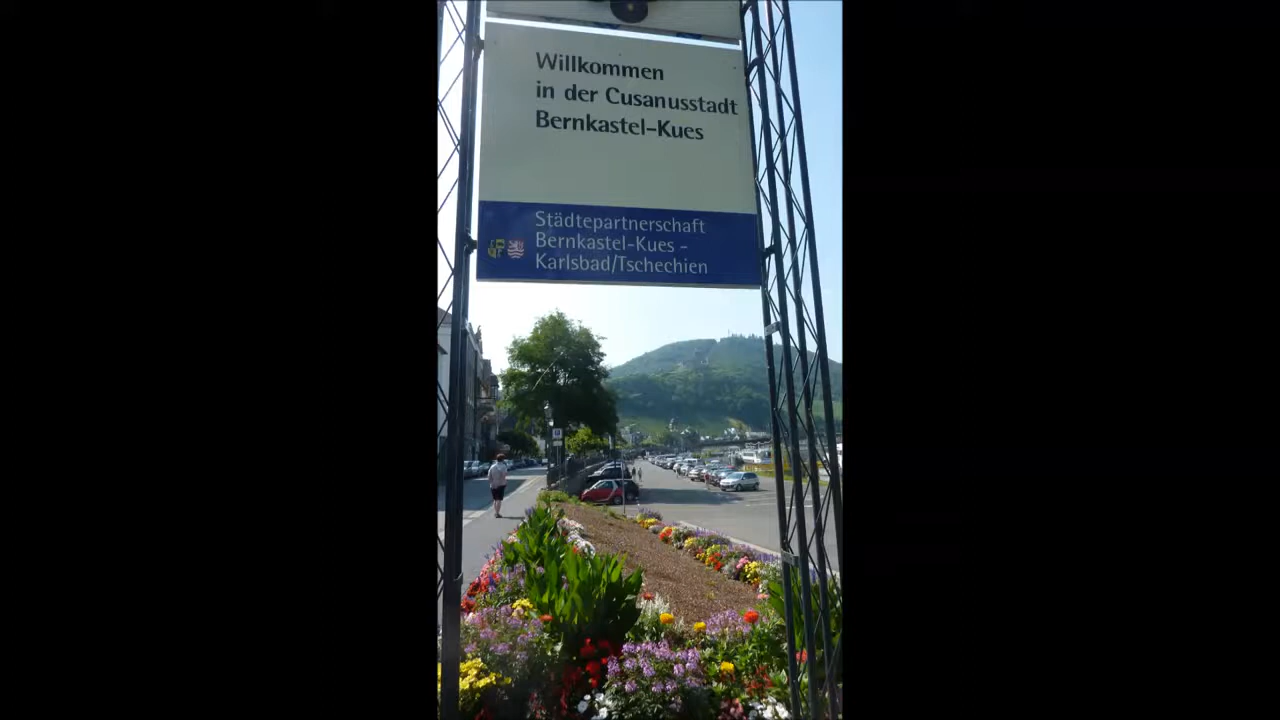 Willkommen
in der Cusanusstadt
Bernkastel-Kues
Städtepartnerschaft
Bernkastel-Kues -
Karlsbad/Tschechien